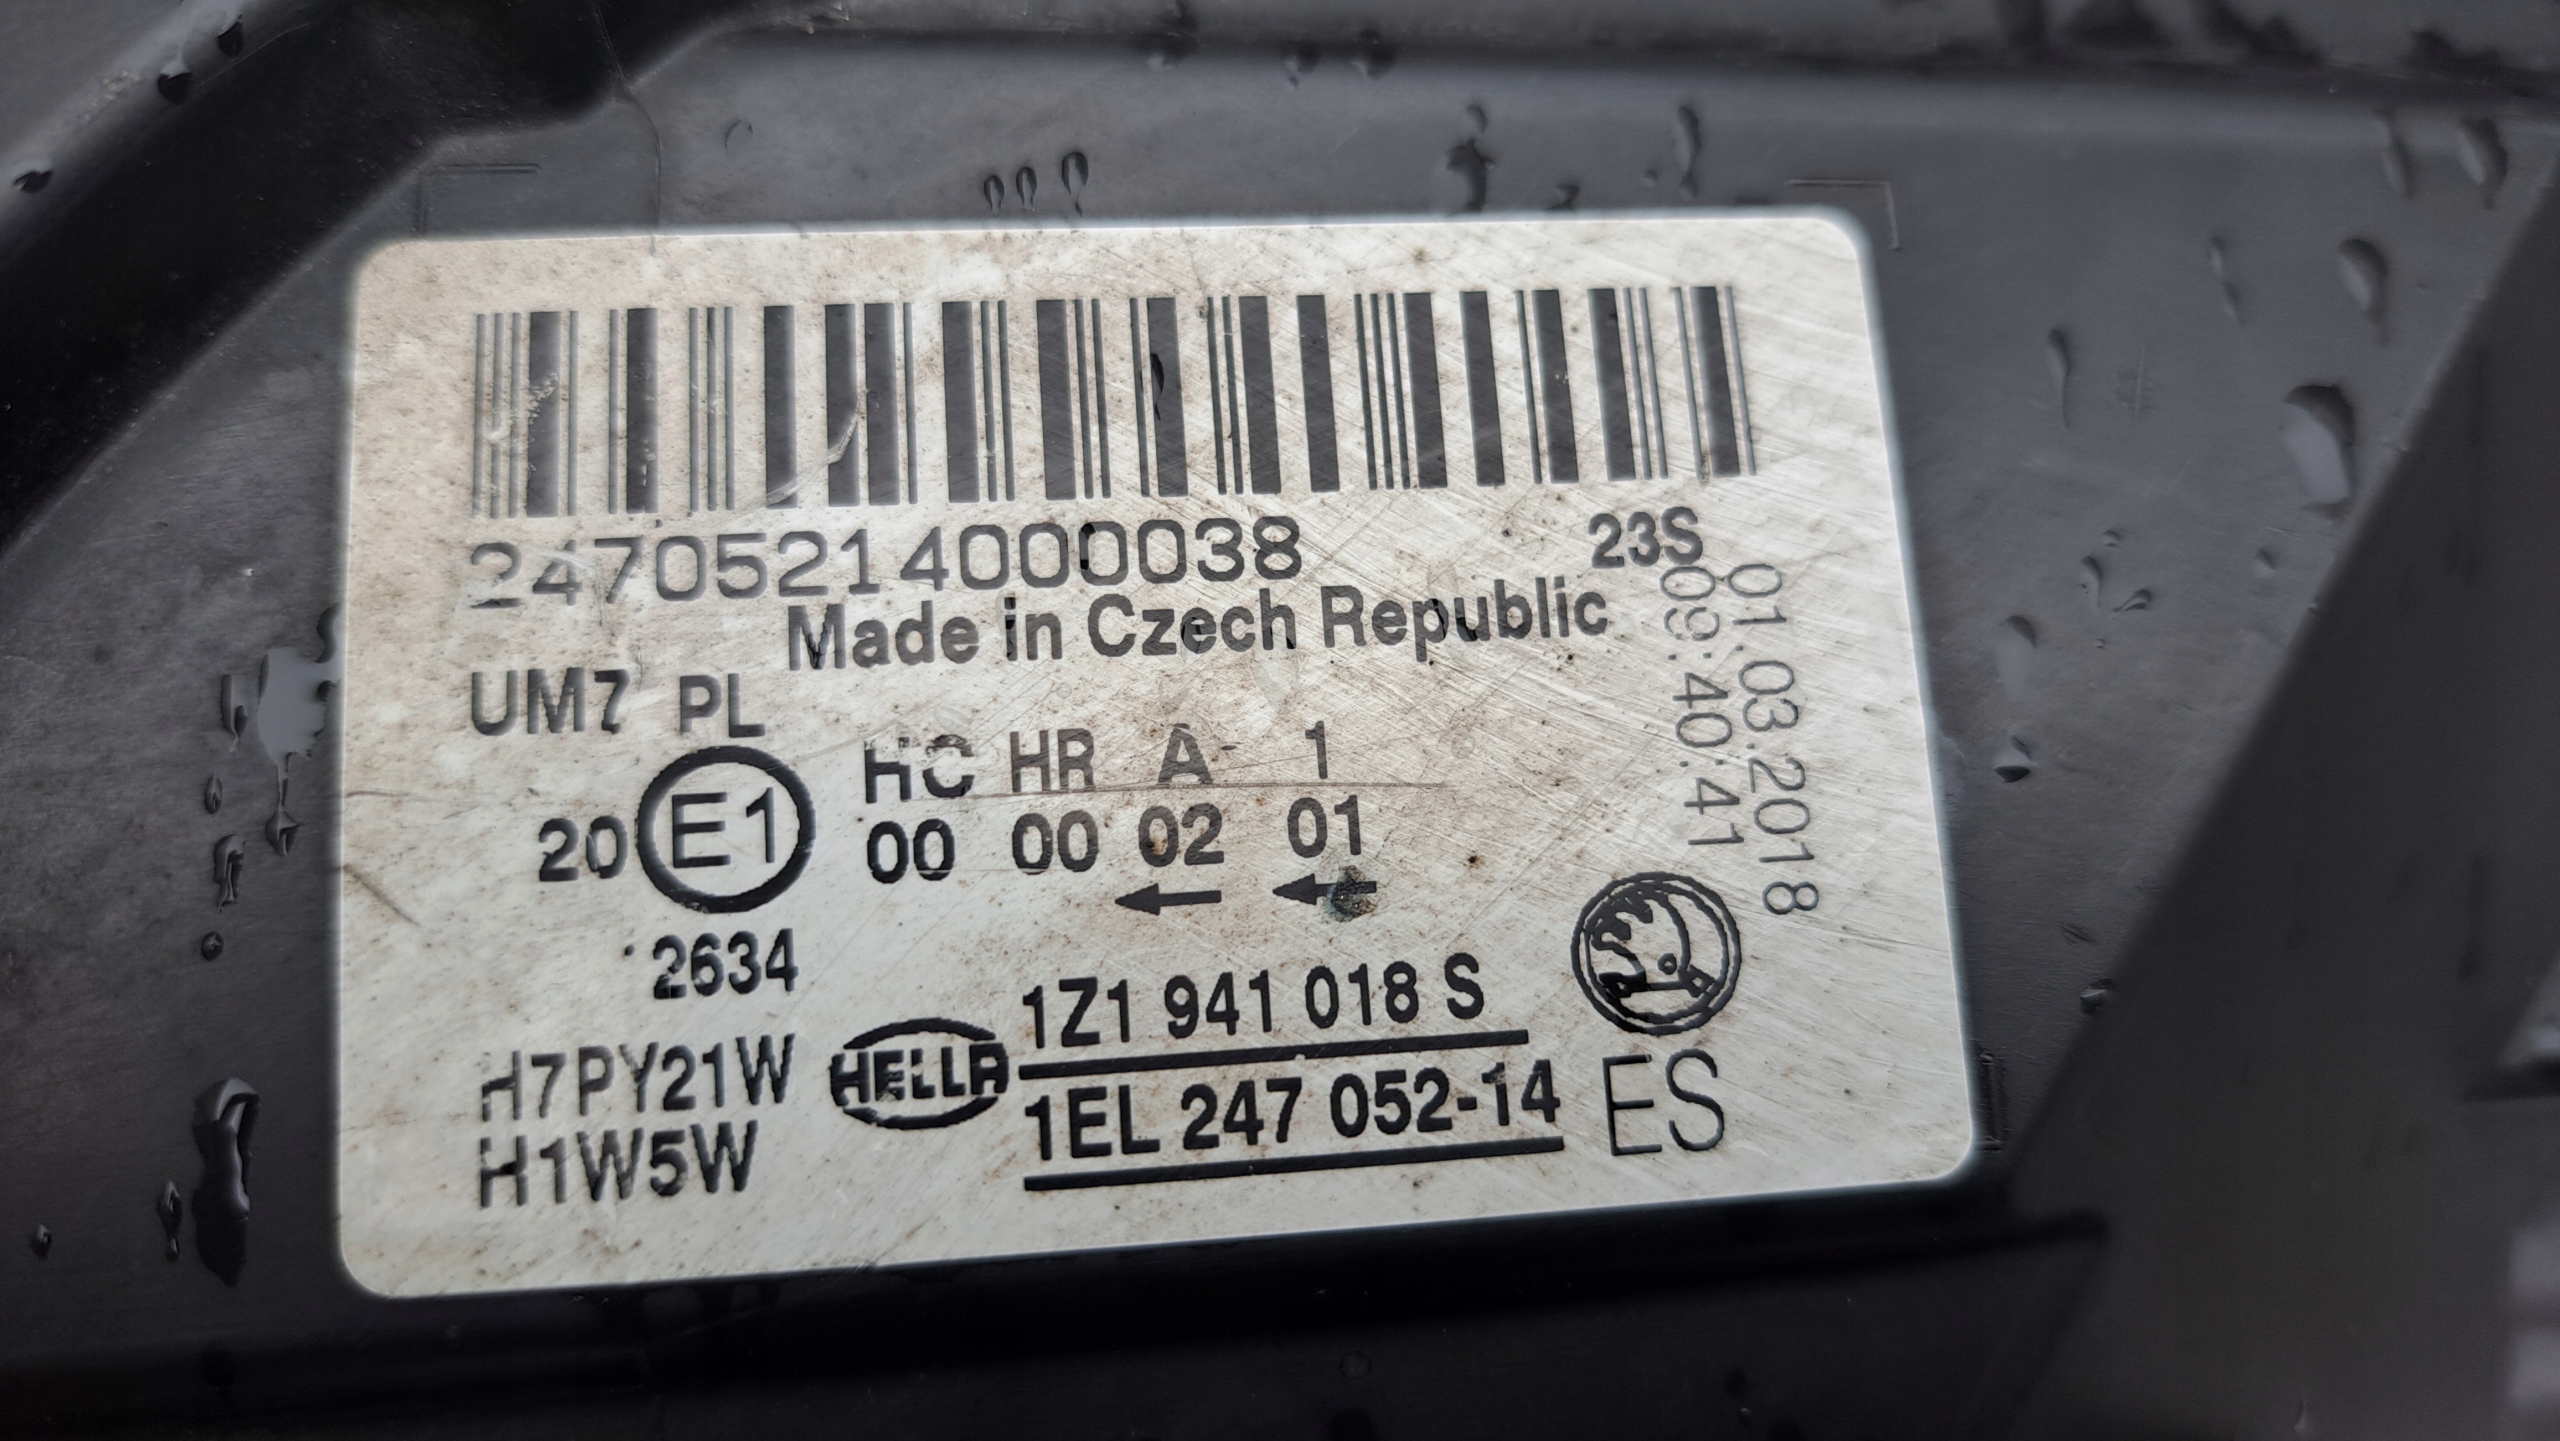 24705214000038
23S
Made in Czech Republic
01.03.2018
09:40:41
UM7 PL
HC HR A 1
20 E1 00 00 02 01
2634
1Z1 941 018 S
H7PY21W
HELLA
1EL 247 052-14
ES
H1W5W